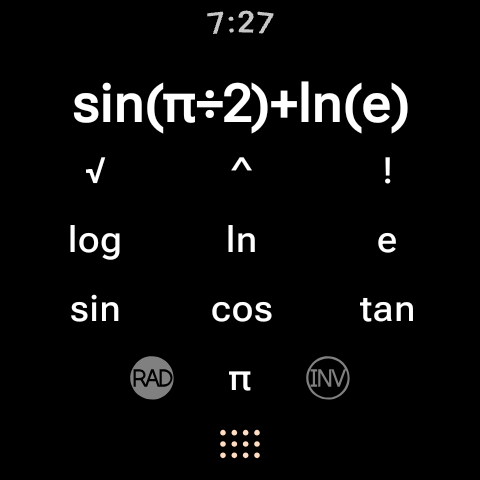 7:27
sin(π÷2)+ln(e)
√ ^ !
log ln e
sin cos tan
RAD π INV